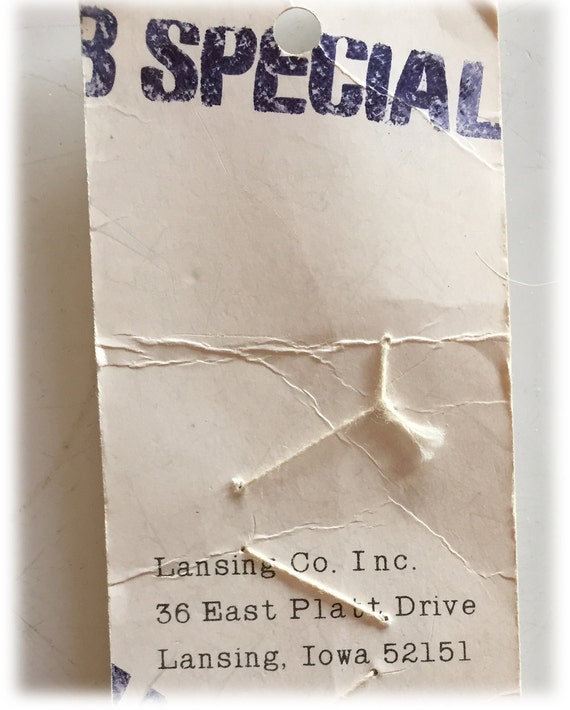 SPECIAL
Lansing Co. Inc.
36 East Platt Drive
Lansing, Iowa 52151